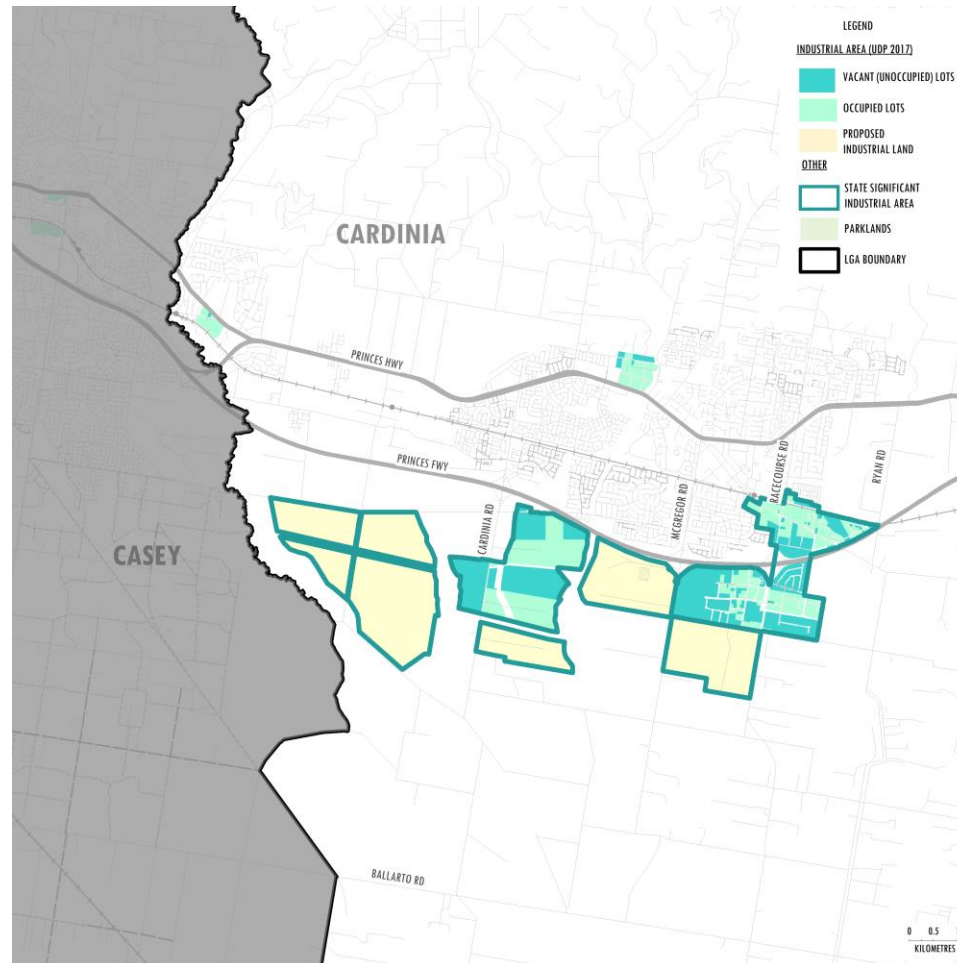 LEGEND
INDUSTRIAL AREA (UDP 2017)
VACANT (UNOCCUPIED) LOTS
OCCUPIED LOTS
PROPOSED
INDUSTRIAL LAND
OTHER
STATE SIGNIFICANT
INDUSTRIAL AREA
PARKLANDS
LGA BOUNDARY
CARDINIA
PRINCES HWY
PRINCES FWY
CARDINIA RD
MCGREGOR RD
RACECOURSE RD
RYAN RD
CASEY
BALLARTO RD
0 0.5 1
KILOMETRES